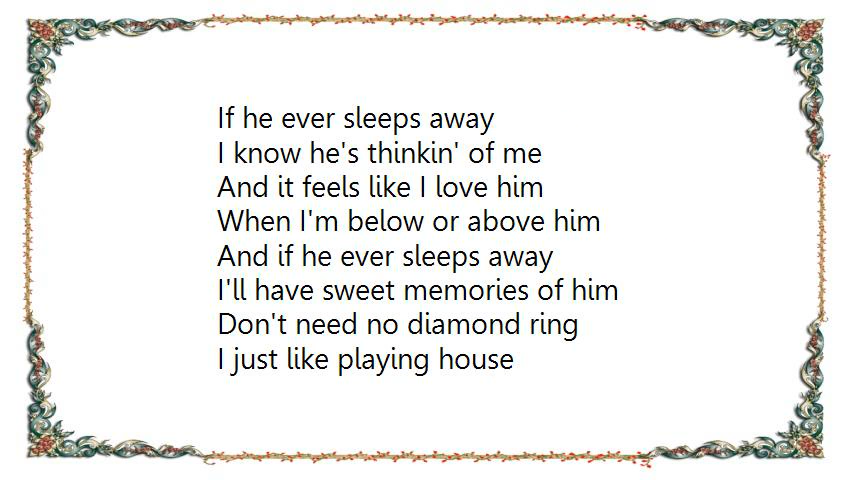 If he ever sleeps away
I know he's thinkin' of me
And it feels like I love him
When I'm below or above him
And if he ever sleeps away
I'll have sweet memories of him
Don't need no diamond ring
I just like playing house